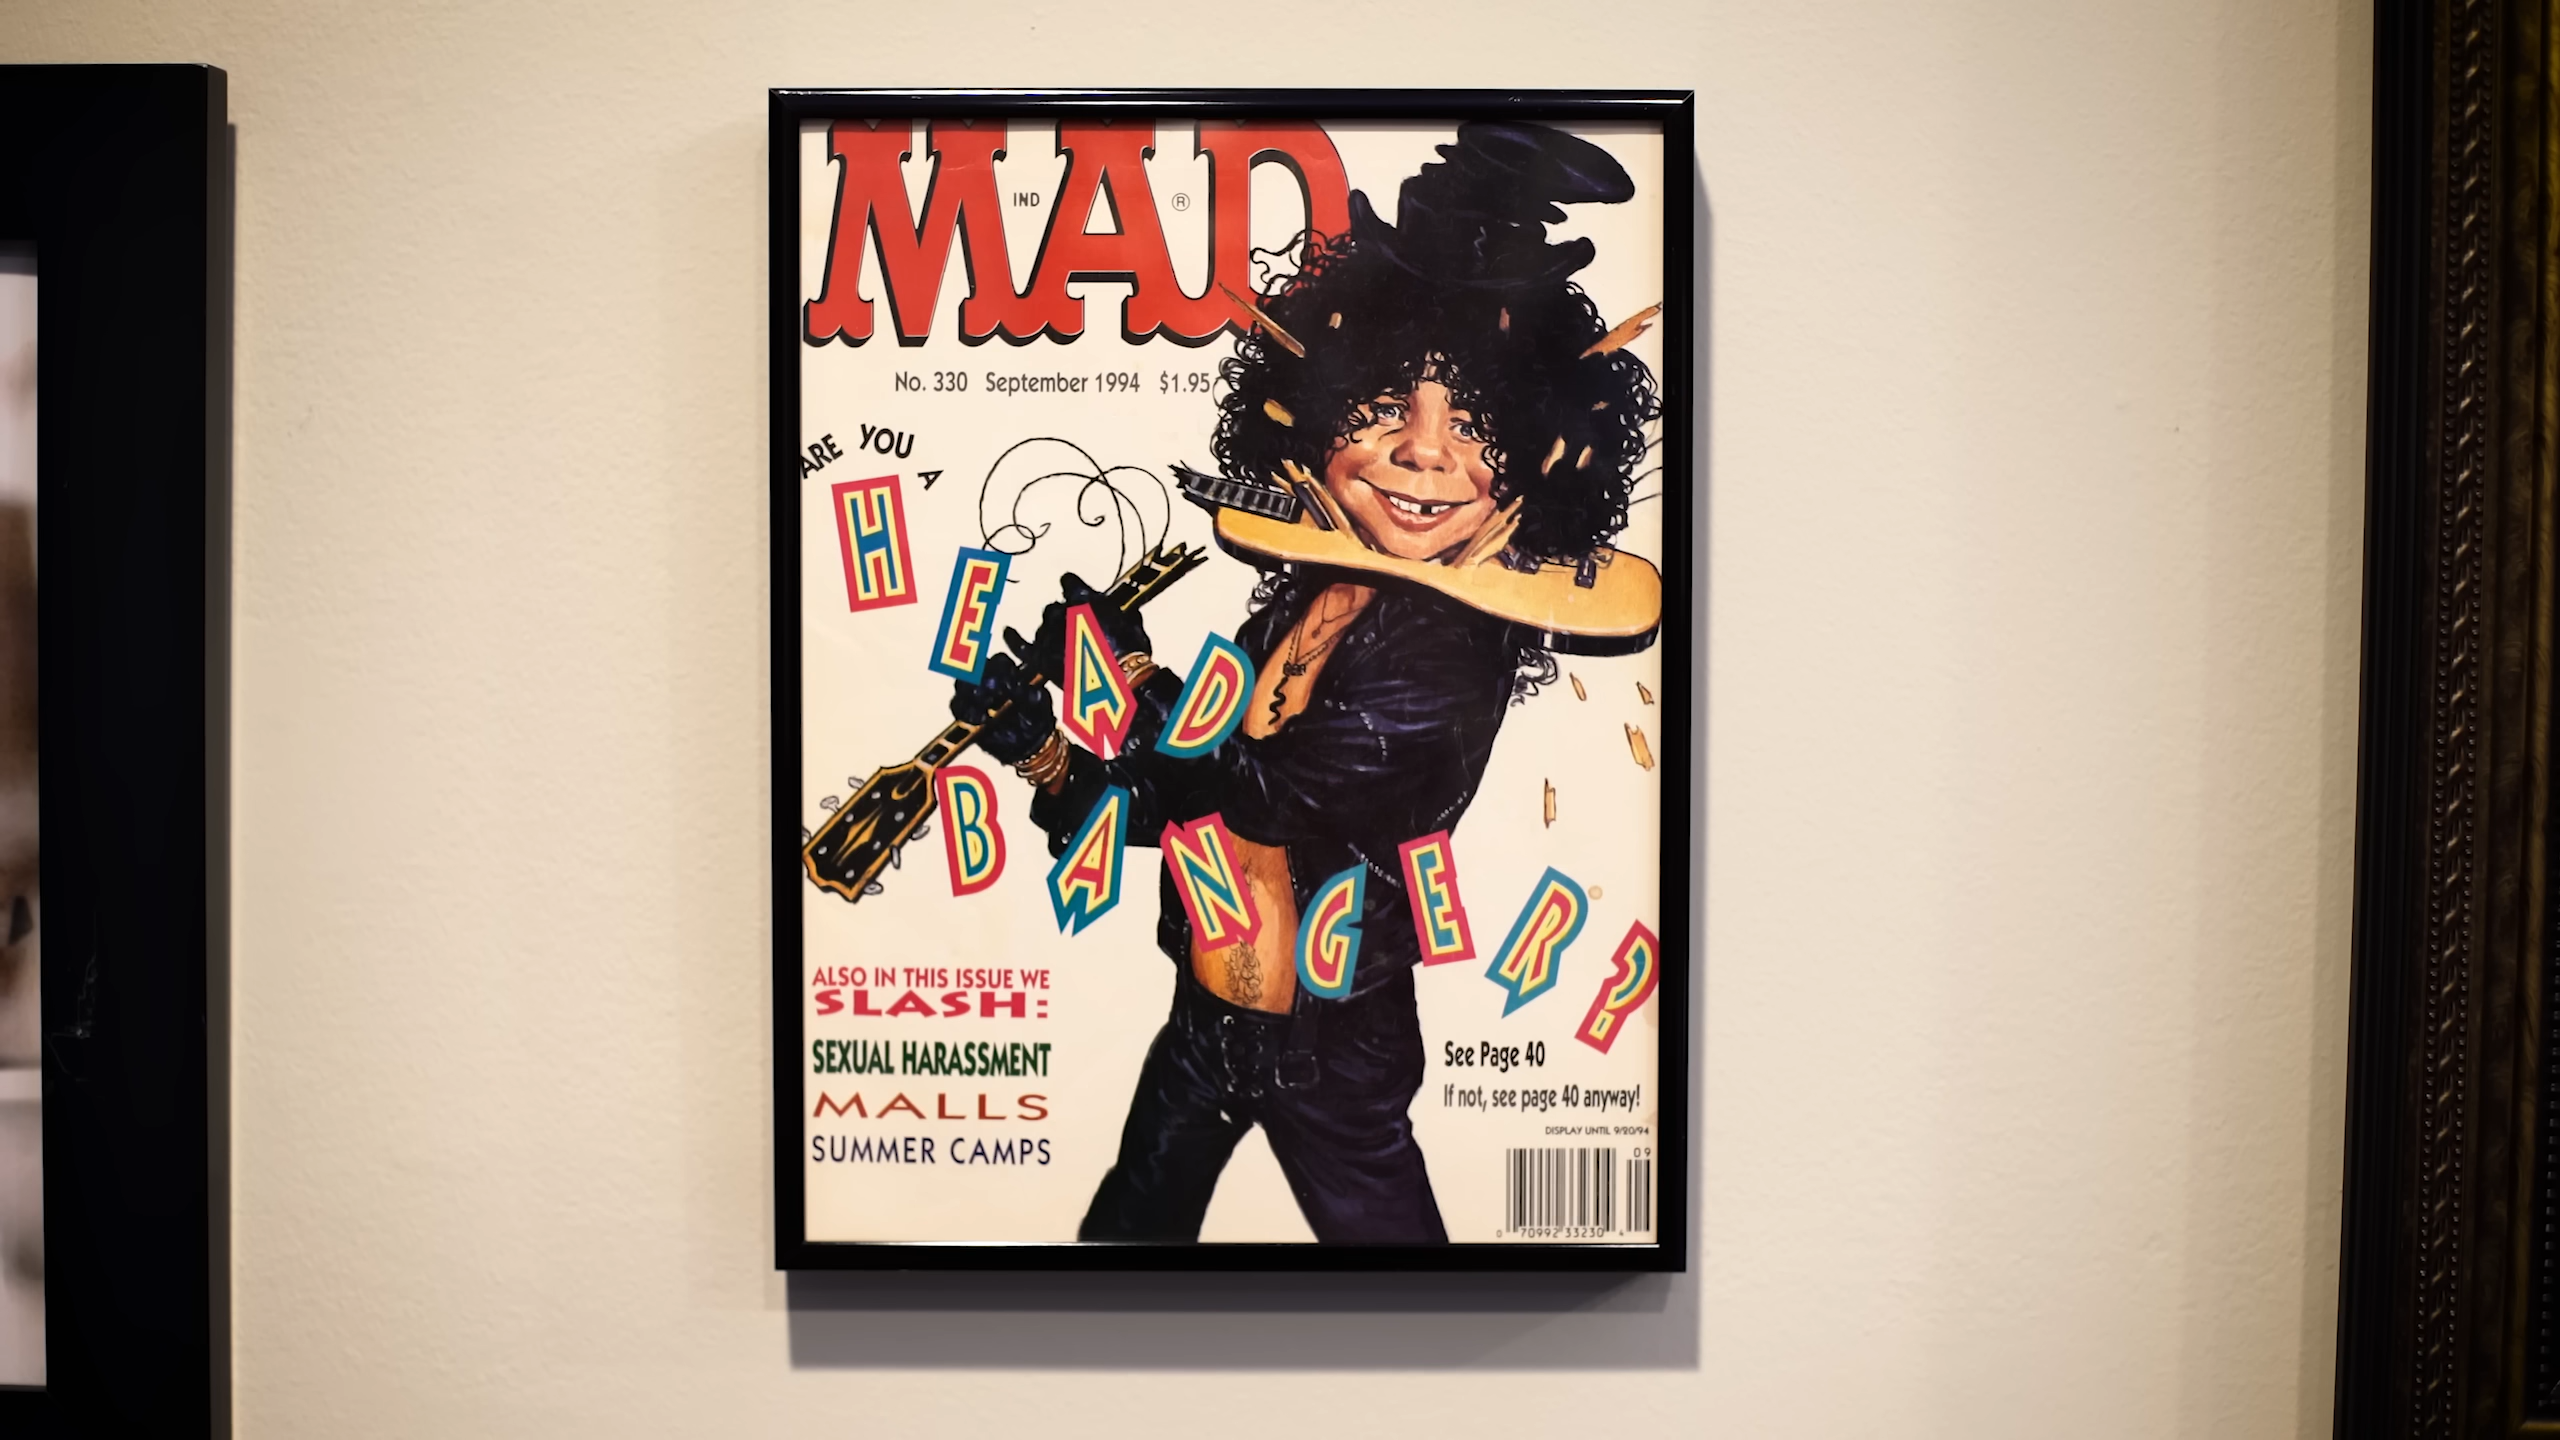 MAD
IND ®
No. 330 September 1994 $1.95
ARE YOU A
HEAD
BANGER?
ALSO IN THIS ISSUE WE
SLASH:
SEXUAL HARASSMENT
MALLS
SUMMER CAMPS
See Page 40
If not, see page 40 anyway!
DISPLAY UNTIL 9/20/94
09
0 70992 33230 4